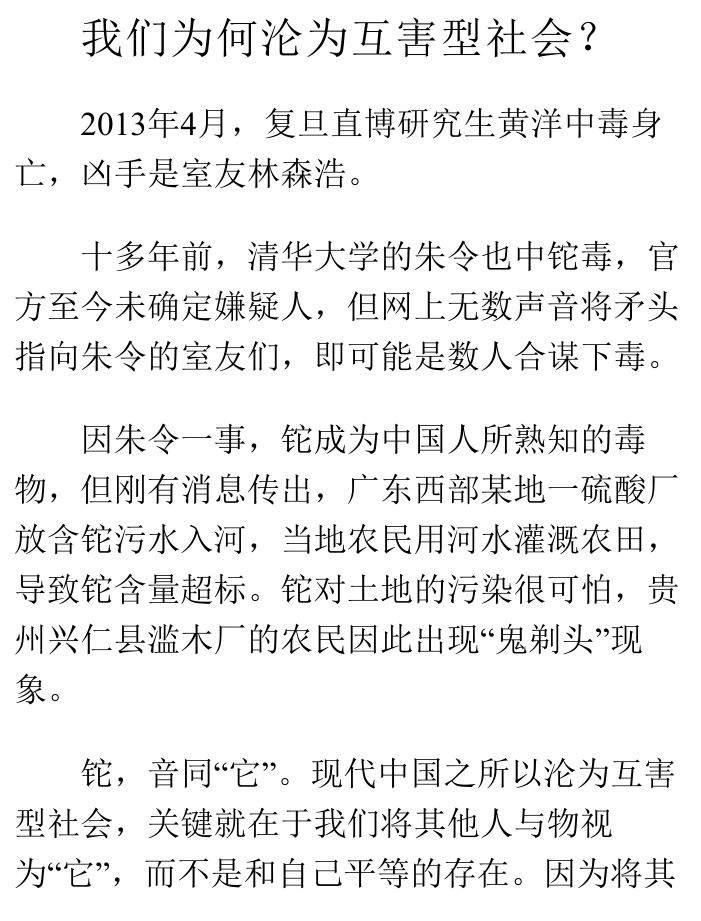 我们为何沦为互害型社会？
2013年4月，复旦直博研究生黄洋中毒身
亡，凶手是室友林森浩。
十多年前，清华大学的朱令也中铊毒，官
方至今未确定嫌疑人，但网上无数声音将矛头
指向朱令的室友们，即可能是数人合谋下毒。
因朱令一事，铊成为中国人所熟知的毒
物，但刚有消息传出，广东西部某地一硫酸厂
放含铊污水入河，当地农民用河水灌溉农田，
导致铊含量超标。铊对土地的污染很可怕，贵
州兴仁县滥木厂的农民因此出现“鬼剃头”现
象。
铊，音同“它”。现代中国之所以沦为互害
型社会，关键就在于我们将其他人与物视
为“它”，而不是和自己平等的存在。因为将其